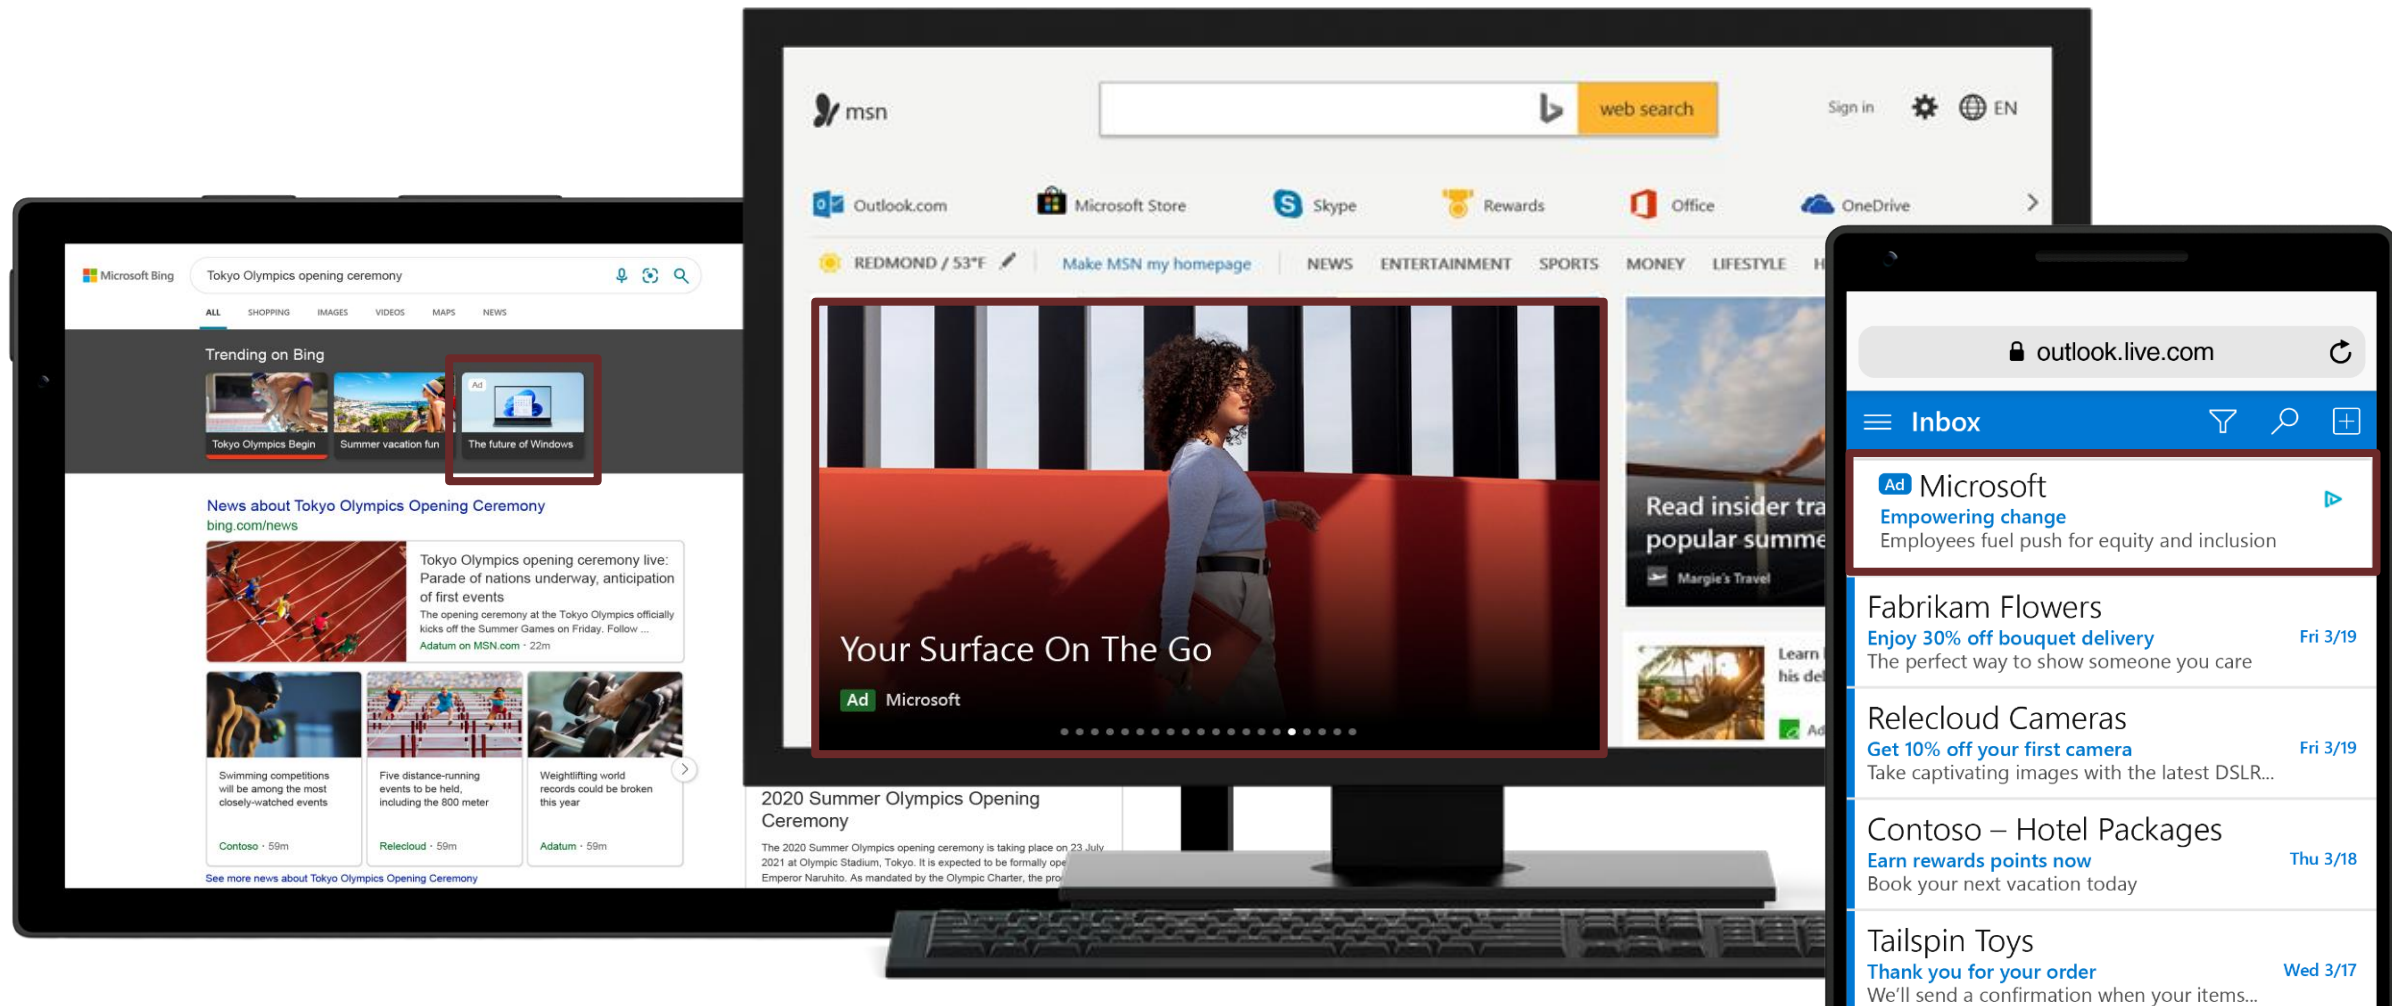 Microsoft Bing
Tokyo Olympics opening ceremony
ALL SHOPPING IMAGES VIDEOS MAPS NEWS
Trending on Bing
Ad
Tokyo Olympics Begin
Summer vacation fun
The future of Windows
News about Tokyo Olympics Opening Ceremony
bing.com/news
Tokyo Olympics opening ceremony live:
Parade of nations underway, anticipation
of first events
The opening ceremony at the Tokyo Olympics officially
kicks off the Summer Games on Friday. Follow ...
Adatum on MSN.com · 22m
Swimming competitions
will be among the most
closely-watched events
Contoso · 59m
Five distance-running
events to be held,
including the 800 meter
Relecloud · 59m
Weightlifting world
records could be broken
this year
Adatum · 59m
See more news about Tokyo Olympics Opening Ceremony
2020 Summer Olympics Opening
Ceremony
The 2020 Summer Olympics opening ceremony is taking place on 23 July
2021 at Olympic Stadium, Tokyo. It is expected to be formally ope
Emperor Naruhito. As mandated by the Olympic Charter, the pro
msn
web search
Sign in
EN
Outlook.com
Microsoft Store
Skype
Rewards
Office
OneDrive
REDMOND / 53°F
Make MSN my homepage
NEWS ENTERTAINMENT SPORTS MONEY LIFESTYLE H
Your Surface On The Go
Ad Microsoft
Read insider tra
popular summe
Margie's Travel
Learn
his del
Ad
outlook.live.com
Inbox
Ad Microsoft
Empowering change
Employees fuel push for equity and inclusion
Fabrikam Flowers
Enjoy 30% off bouquet delivery Fri 3/19
The perfect way to show someone you care
Relecloud Cameras
Get 10% off your first camera Fri 3/19
Take captivating images with the latest DSLR...
Contoso – Hotel Packages
Earn rewards points now Thu 3/18
Book your next vacation today
Tailspin Toys
Thank you for your order Wed 3/17
We'll send a confirmation when your items...